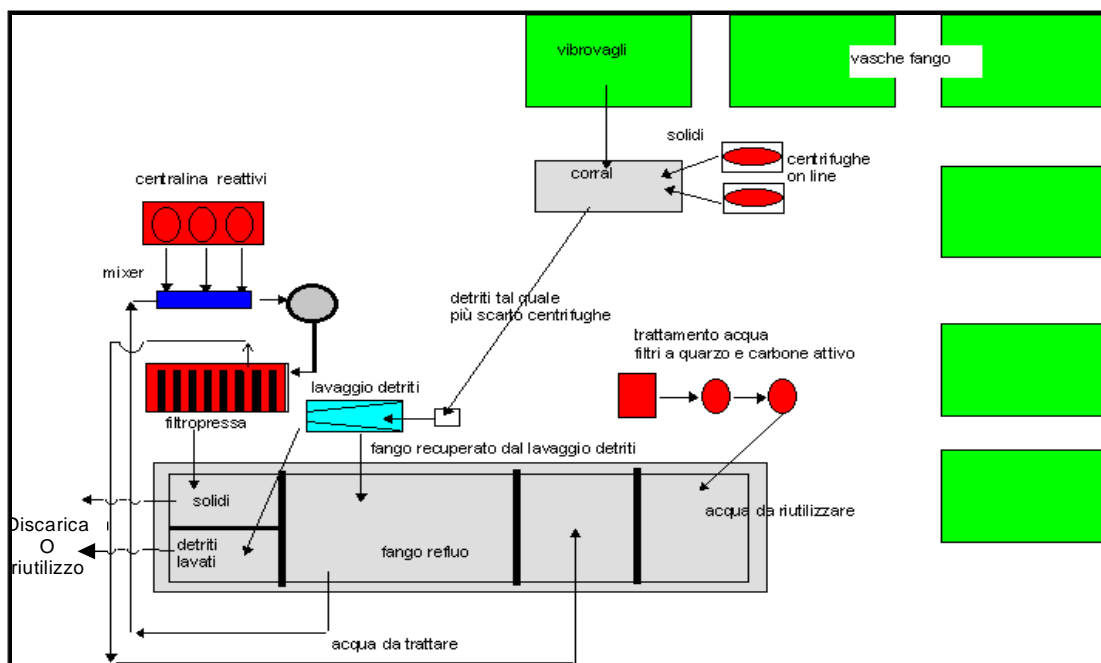 vibrovagli
vasche fango
solidi
corral
centrifughe
on line
centralina reattivi
mixer
detriti tal quale
più scarto centrifughe
trattamento acqua
filtri a quarzo e carbone attivo
lavaggio detriti
filtropressa
fango recuperato dal lavaggio detriti
solidi
acqua da riutilizzare
Discarica
O
riutilizzo
detriti
lavati
fango refluo
acqua da trattare